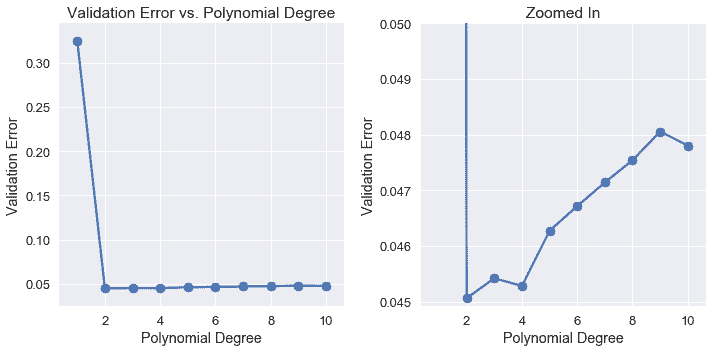 Validation Error vs. Polynomial Degree
Validation Error
0.30
0.25
0.20
0.15
0.10
0.05
2 4 6 8 10
Polynomial Degree
Zoomed In
Validation Error
0.050
0.049
0.048
0.047
0.046
0.045
2 4 6 8 10
Polynomial Degree